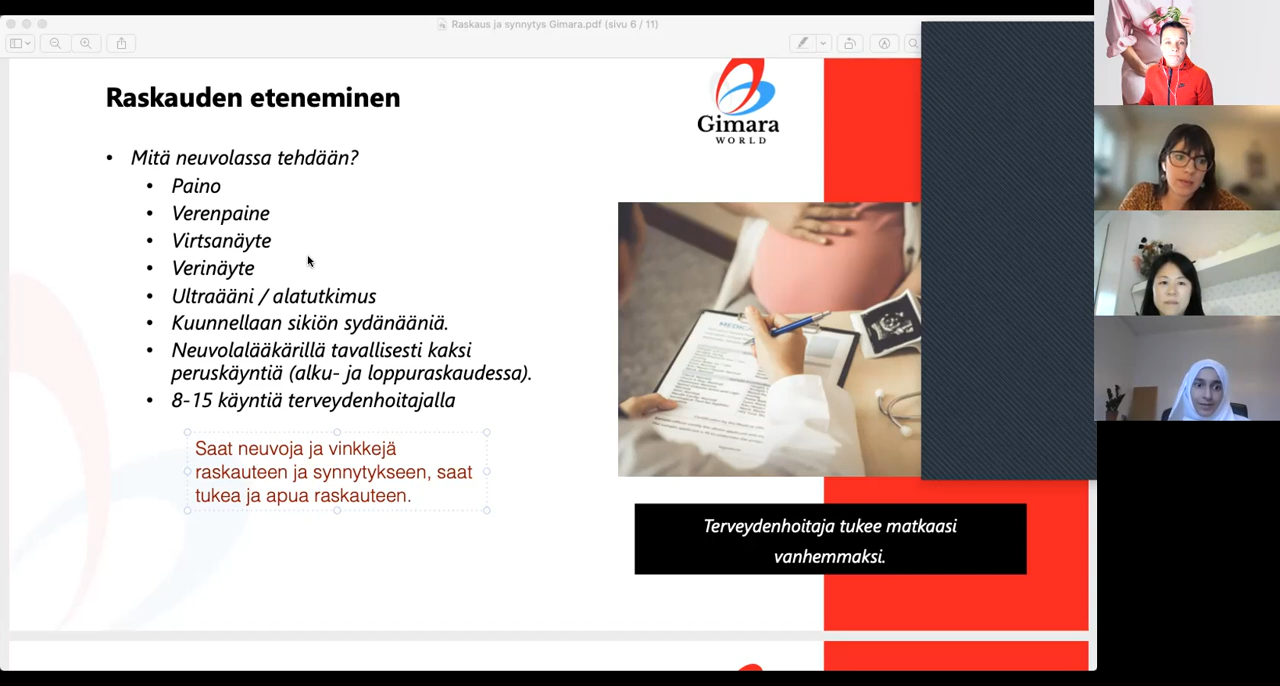 Raskaus ja synnytys Gimara.pdf (sivu 6 / 11)
Raskauden eteneminen
Gimara
WORLD
• Mitä neuvolassa tehdään?
• Paino
• Verenpaine
• Virtsanäyte
• Verinäyte
• Ultraääni / alatutkimus
• Kuunnellaan sikiön sydänääniä.
• Neuvolalääkärillä tavallisesti kaksi
peruskäyntiä (alku- ja loppuraskaudessa).
• 8-15 käyntiä terveydenhoitajalla
Saat neuvoja ja vinkkejä
raskauteen ja synnytykseen, saat
tukea ja apua raskauteen.
Terveydenhoitaja tukee matkaasi
vanhemmaksi.